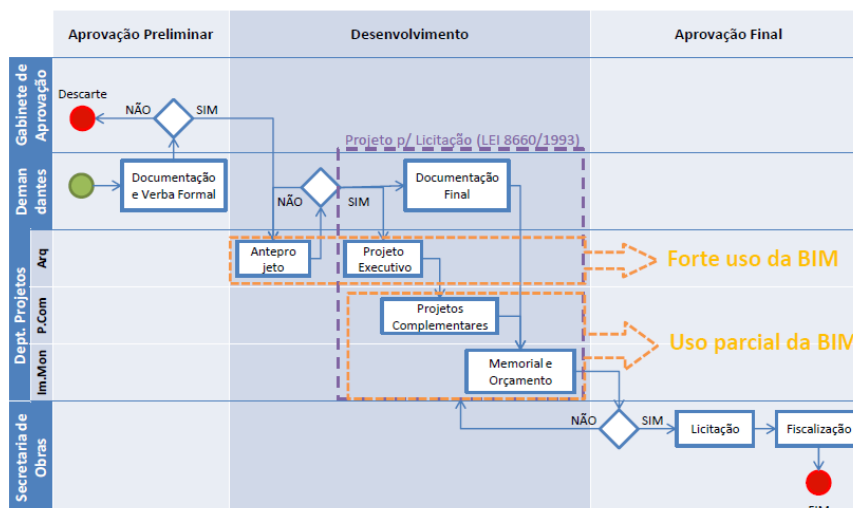 Aprovação Preliminar
Desenvolvimento
Aprovação Final
Gabinete de
Aprovação
Descarte
NÃO
SIM
Projeto p/ Licitação (LEI 8660/1993)
Deman
dantes
Documentação
e Verba Formal
NÃO
SIM
Documentação
Final
Dept. Projetos
Arq
Antepro
jeto
Projeto
Executivo
Forte uso da BIM
P.Com
Projetos
Complementares
Uso parcial da BIM
Im.Mon
Memorial e
Orçamento
Secretaria de
Obras
NÃO
SIM
Licitação
Fiscalização